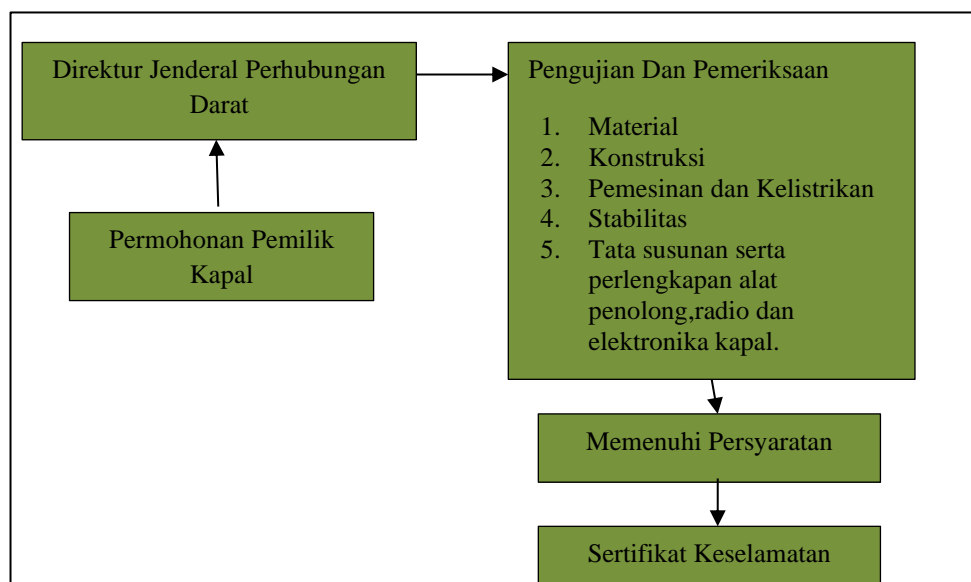 Direktur Jenderal Perhubungan
Darat
Permohonan Pemilik
Kapal
Pengujian Dan Pemeriksaan
1. Material
2. Konstruksi
3. Pemesinan dan Kelistrikan
4. Stabilitas
5. Tata susunan serta
perlengkapan alat
penolong,radio dan
elektronika kapal.
Memenuhi Persyaratan
Sertifikat Keselamatan